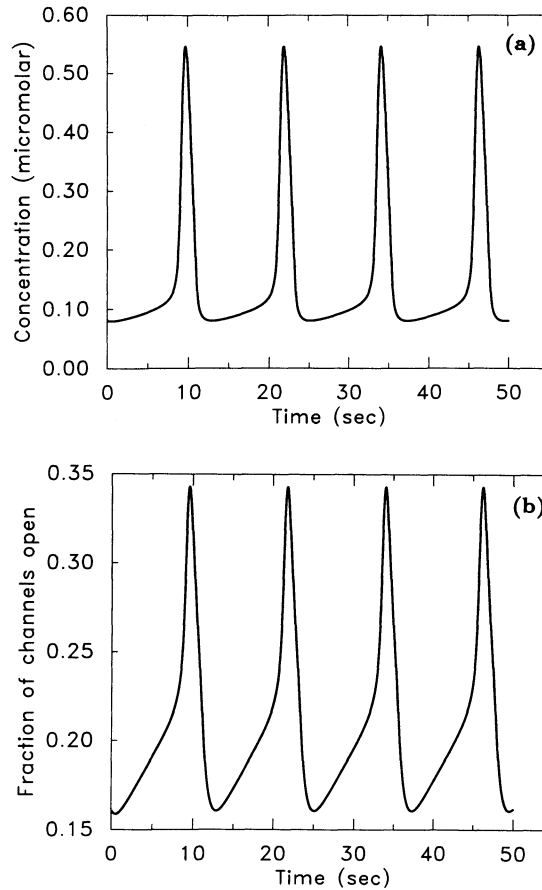 (a)
0.60
0.50
0.40
0.30
0.20
0.10
0.00
Concentration (micromolar)
0 10 20 30 40 50
Time (sec)
(b)
0.35
0.30
0.25
0.20
0.15
Fraction of channels open
0 10 20 30 40 50
Time (sec)